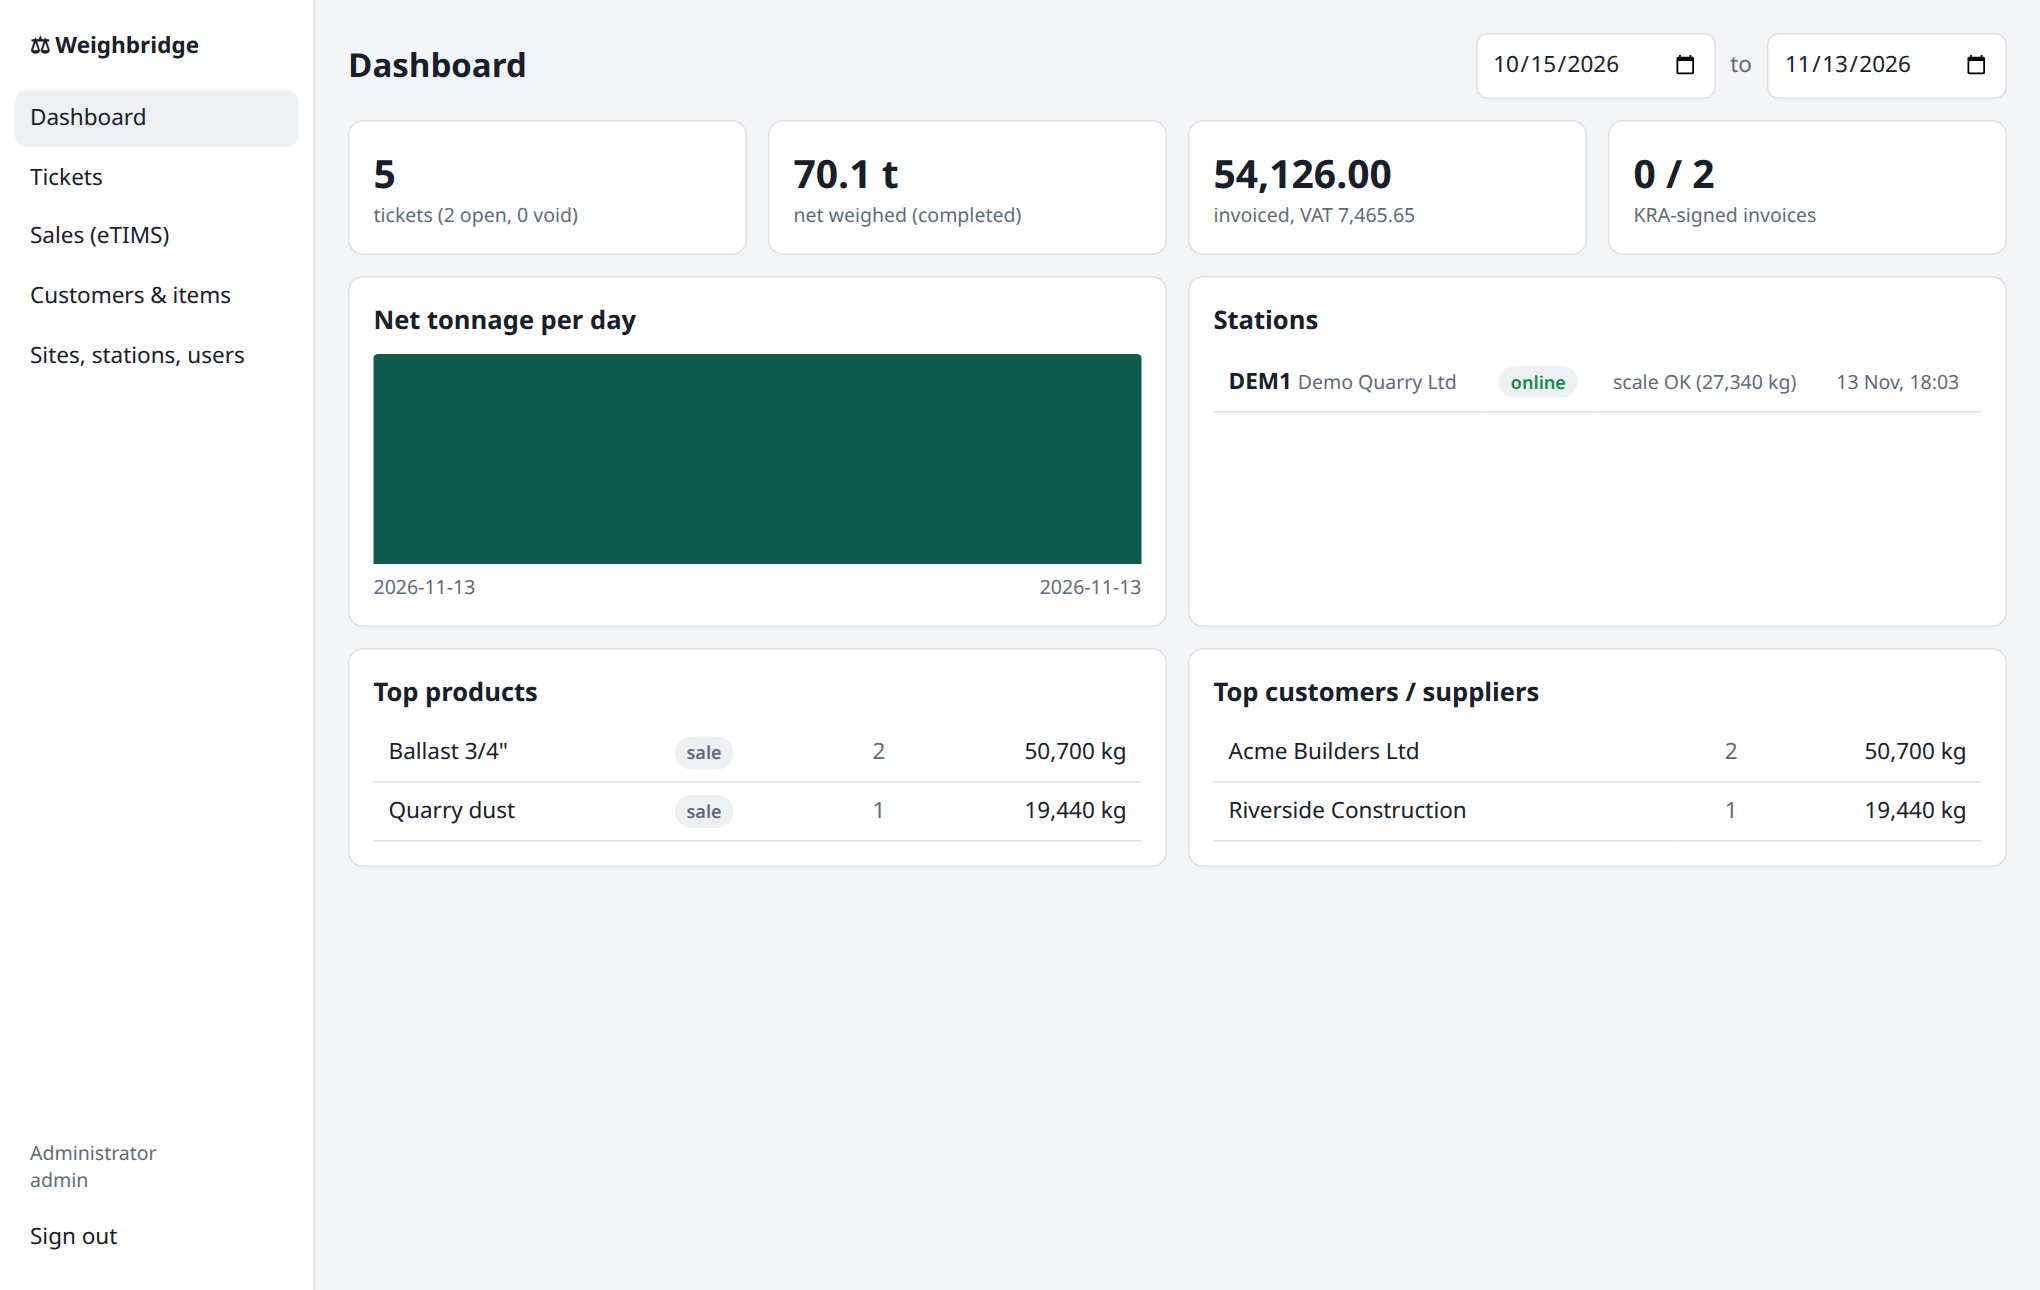 ⚖ Weighbridge
Dashboard
Tickets
Sales (eTIMS)
Customers & items
Sites, stations, users
Administrator
admin
Sign out
Dashboard
10/15/2026 to 11/13/2026
5
tickets (2 open, 0 void)
70.1 t
net weighed (completed)
54,126.00
invoiced, VAT 7,465.65
0 / 2
KRA-signed invoices
Net tonnage per day
2026-11-13 2026-11-13
Stations
DEM1 Demo Quarry Ltd online scale OK (27,340 kg) 13 Nov, 18:03
Top products
Ballast 3/4" sale 2 50,700 kg
Quarry dust sale 1 19,440 kg
Top customers / suppliers
Acme Builders Ltd 2 50,700 kg
Riverside Construction 1 19,440 kg